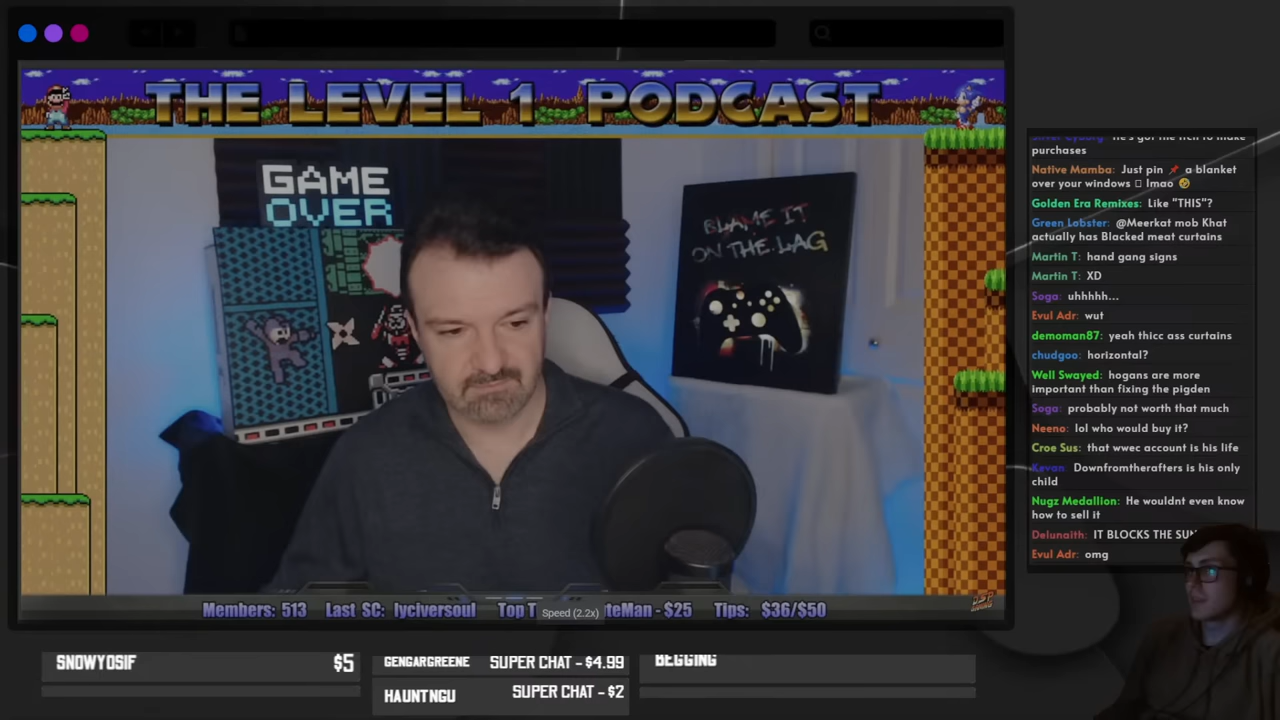 THE LEVEL 1 PODCAST
GAME
OVER
BLAME IT
ON THE LAG
purchases
Native Mamba: Just pin 📌 a blanket
over your windows lmao 🤣
Golden Era Remixes: Like "THIS"?
Green Lobster: @Meerkat mob Khat
actually has Blacked meat curtains
Martin T: hand gang signs
Martin T: XD
Soga: uhhhhh...
Evul Adr: wut
demoman87: yeah thicc ass curtains
chudgoo: horizontal?
Well Swayed: hogans are more
important than fixing the pigden
Soga: probably not worth that much
Neeno: lol who would buy it?
Croe Sus: that wwec account is his life
Kevan: Downfromtherafters is his only
child
Nugz Medallion: He wouldnt even know
how to sell it
Delunaith: IT BLOCKS THE
Evul Adr: omg
Members: 513 Last SC: lyciversoul Top teMan - $25 Tips: $36/$50
Speed (2.2x)
SNOWYOSIF $5
GENGARGREENE SUPER CHAT - $4.99
HAUNTNGU SUPER CHAT - $2
BEGGING